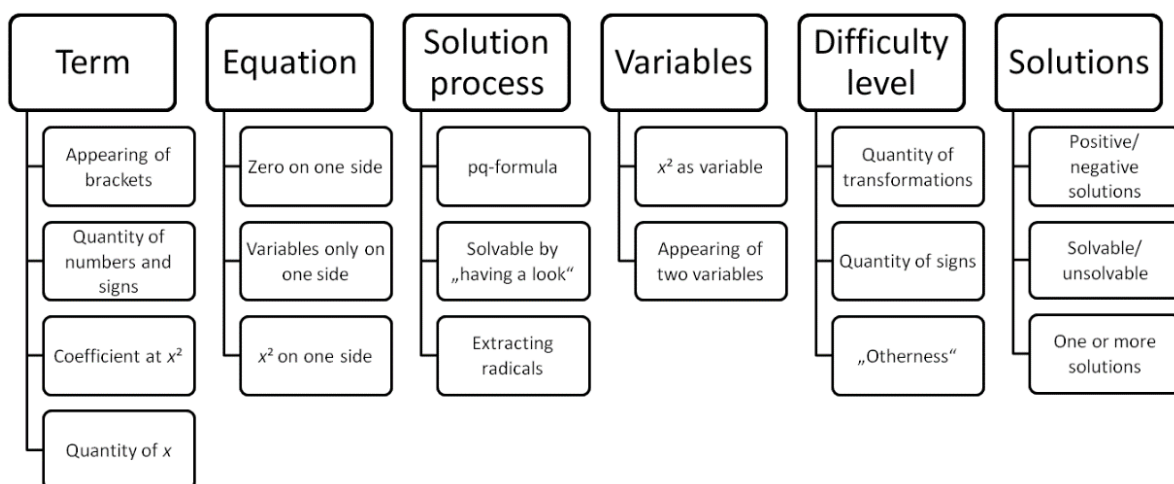 Term
Appearing of
brackets
Quantity of
numbers and
signs
Coefficient at x²
Quantity of x
Equation
Zero on one side
Variables only on
one side
x² on one side
Solution
process
pq-formula
Solvable by
„having a look“
Extracting
radicals
Variables
x² as variable
Appearing of
two variables
Difficulty
level
Quantity of
transformations
Quantity of signs
„Otherness“
Solutions
Positive/
negative
solutions
Solvable/
unsolvable
One or more
solutions